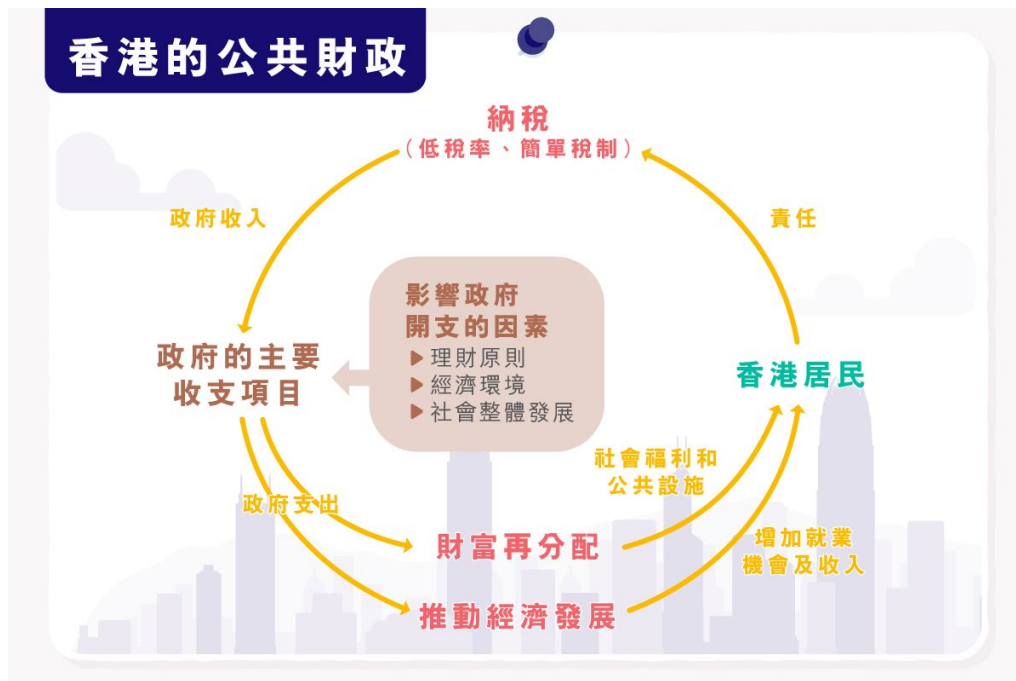 香港的公共財政
納稅
（低稅率、簡單稅制）
政府收入
責任
影響政府
開支的因素
▶理財原則
▶經濟環境
▶社會整體發展
政府的主要
收支項目
香港居民
政府支出
社會福利和
公共設施
財富再分配
增加就業
機會及收入
推動經濟發展